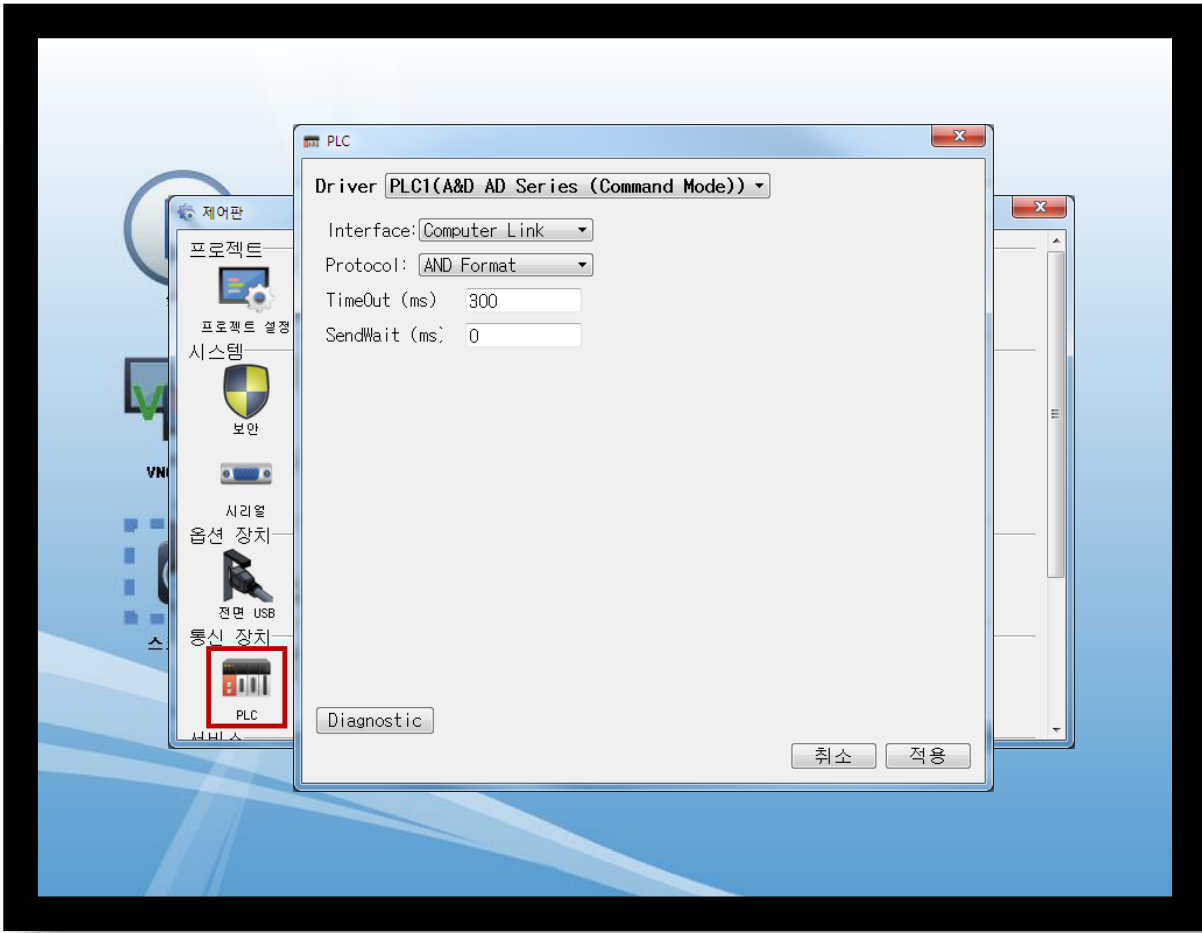 PLC
Driver PLC1(A&D AD Series (Command Mode))
Interface: Computer Link
Protocol: AND Format
TimeOut (ms) 300
SendWait (ms) 0
Diagnostic
취소 적용
제어판
프로젝트
프로젝트 설정
시스템
보안
시리얼
옵션 장치
전면 USB
통신 장치
PLC
서비스